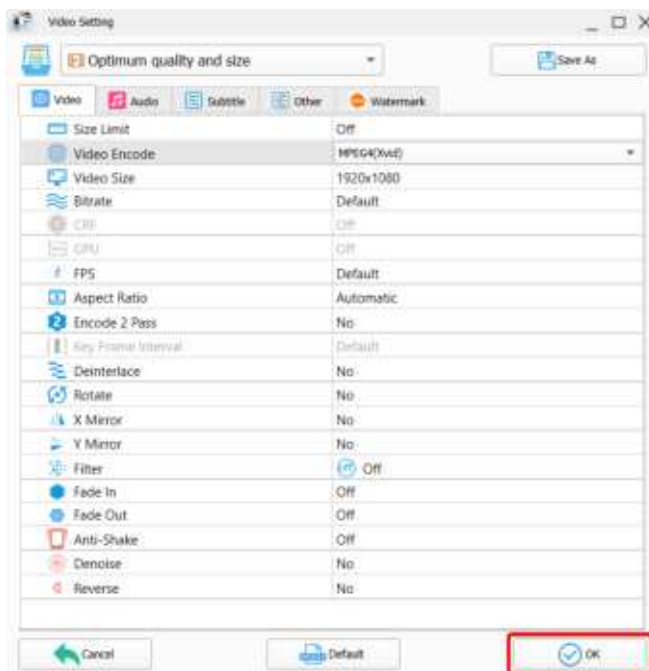 Video Setting
Optimum quality and size
Save As
Video Audio Subtitle Other Watermark
Size Limit Off
Video Encode MPEG4(Xvid)
Video Size 1920x1080
Bitrate Default
CRF Off
GPU Off
FPS Default
Aspect Ratio Automatic
Encode 2 Pass No
Key Frame Interval Default
Deinterlace No
Rotate No
X Mirror No
Y Mirror No
Filter Off
Fade In Off
Fade Out Off
Anti-Shake Off
Denoise No
Reverse No
Cancel Default OK